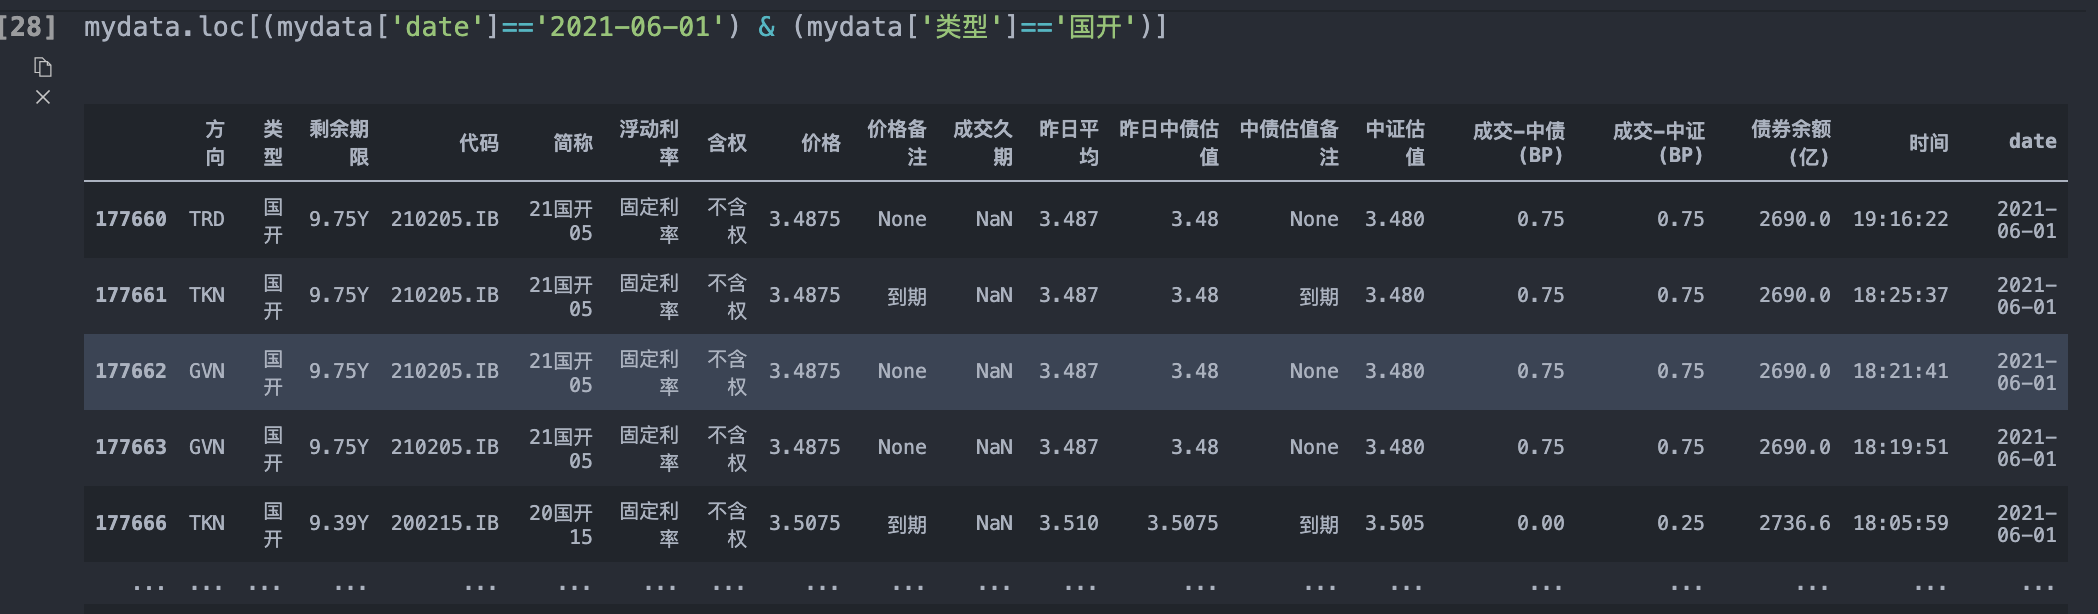 [28] mydata.loc[(mydata['date']=='2021-06-01') & (mydata['类型']=='国开')]
方向 类型 剩余期限 代码 简称 浮动利率 含权 价格 价格备注 成交久期 昨日平均 昨日中债估值 中债估值备注 中证估值 成交-中债(BP) 成交-中证(BP) 债券余额(亿) 时间 date
177660 TRD 国开 9.75Y 210205.IB 21国开05 固定利率 不含权 3.4875 None NaN 3.487 3.48 None 3.480 0.75 0.75 2690.0 19:16:22 2021-06-01
177661 TKN 国开 9.75Y 210205.IB 21国开05 固定利率 不含权 3.4875 到期 NaN 3.487 3.48 到期 3.480 0.75 0.75 2690.0 18:25:37 2021-06-01
177662 GVN 国开 9.75Y 210205.IB 21国开05 固定利率 不含权 3.4875 None NaN 3.487 3.48 None 3.480 0.75 0.75 2690.0 18:21:41 2021-06-01
177663 GVN 国开 9.75Y 210205.IB 21国开05 固定利率 不含权 3.4875 None NaN 3.487 3.48 None 3.480 0.75 0.75 2690.0 18:19:51 2021-06-01
177666 TKN 国开 9.39Y 200215.IB 20国开15 固定利率 不含权 3.5075 到期 NaN 3.510 3.5075 到期 3.505 0.00 0.25 2736.6 18:05:59 2021-06-01
... ... ... ... ... ... ... ... ... ... ... ... ... ... ... ... ... ... ... ...